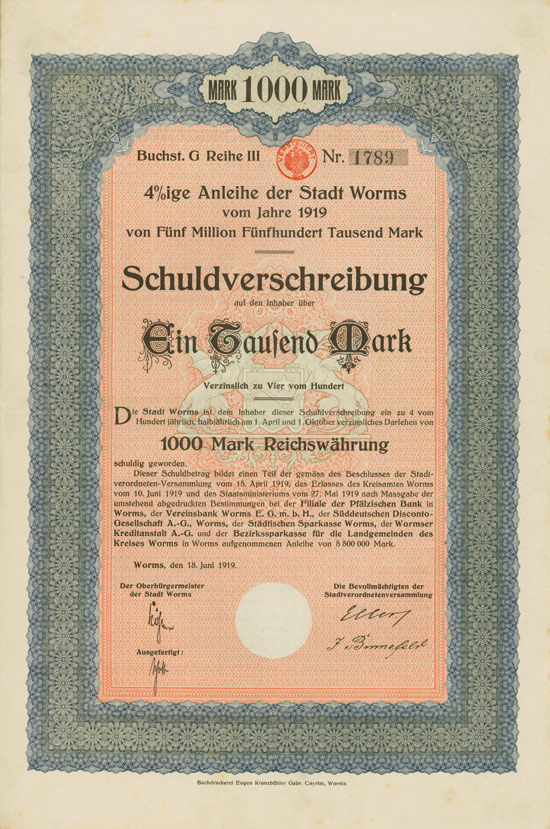 MARK 1000 MARK
Buchst. G Reihe III Nr. 1789
4%ige Anleihe der Stadt Worms
vom Jahre 1919
von Fünf Million Fünfhundert Tausend Mark
Schuldverschreibung
auf den Inhaber über
Ein Tausend Mark
Verzinslich zu Vier vom Hundert
Die Stadt Worms ist dem Inhaber dieser Schuldverschreibung ein zu 4 vom
Hundert jährlich, halbjährlich am 1. April und 1. Oktober verzinsliches Darlehen von
1000 Mark Reichswährung
schuldig geworden.
Dieser Schuldbetrag bildet einen Teil der gemäss des Beschlusses der Stadt-
verordneten-Versammlung vom 15. April 1919, des Erlasses des Kreisamtes Worms
vom 10. Juni 1919 und des Staatsministeriums vom 27. Mai 1919 nach Maassgabe der
umstehend abgedruckten Bestimmungen bei der Filiale der Pfälzischen Bank in
Worms, der Vereinsbank Worms E. G. m. b. H., der Süddeutschen Disconto-
Gesellschaft A.-G., Worms, der Städtischen Sparkasse Worms, der Wormser
Kreditanstalt A.-G. und der Bezirkssparkasse für die Landgemeinden des
Kreises Worms in Worms aufgenommenen Anleihe von 5 500 000 Mark.
Worms, den 18. Juni 1919.
Der Oberbürgermeister
der Stadt Worms
Die Bevollmächtigten der
Stadtverordnetenversammlung
Ausgefertigt:
Buchdruckerei Eugen Kranzbühler Gebr. Cnyrim, Worms